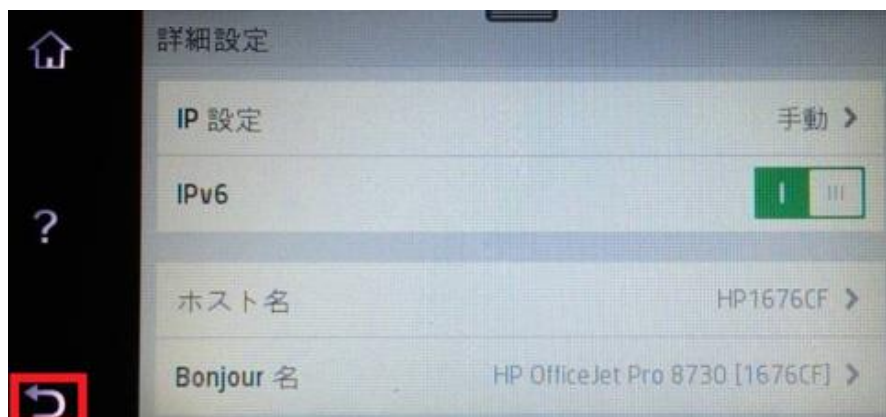 詳細設定
IP 設定 手動
IPv6
ホスト名 HP1676CF
?
Bonjour 名 HP OfficeJet Pro 8730 [1676CF]